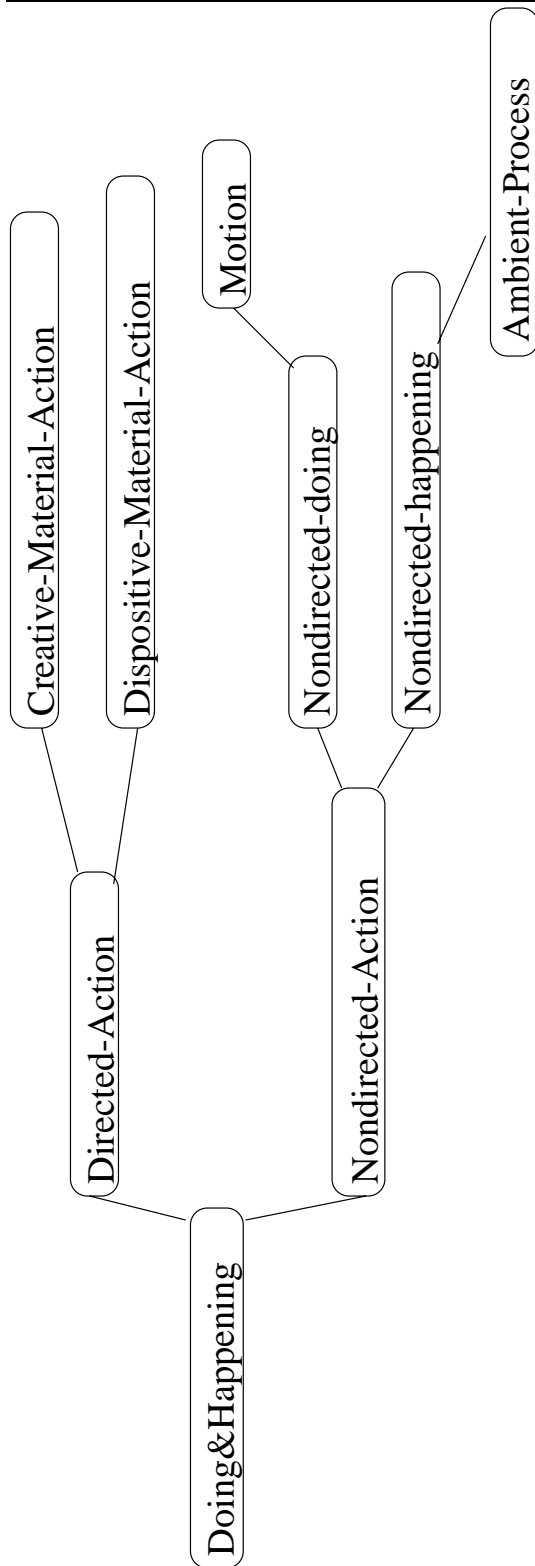 Doing&Happening
Directed-Action
Creative-Material-Action
Dispositive-Material-Action
Nondirected-Action
Nondirected-doing
Motion
Nondirected-happening
Ambient-Process